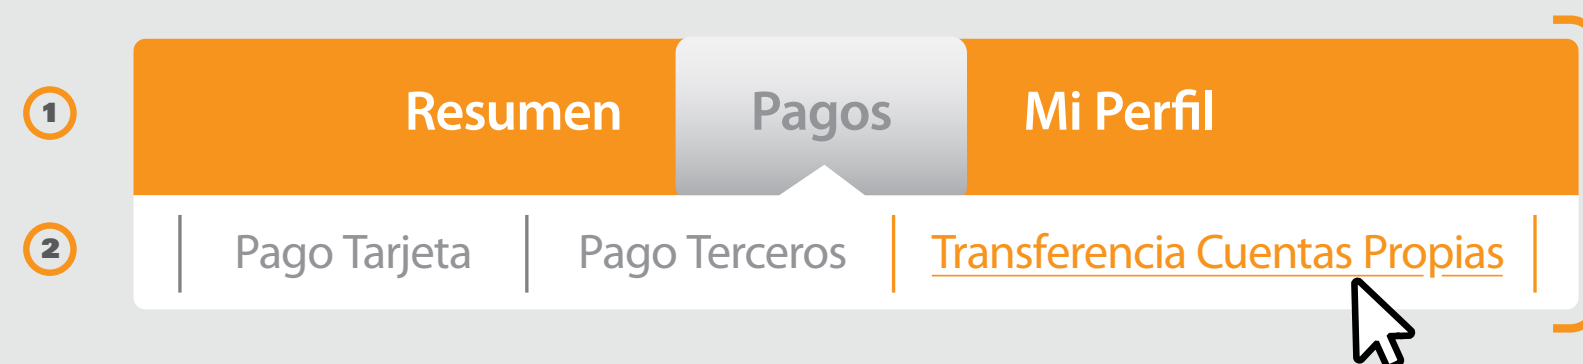 1 Resumen Pagos Mi Perfil
2 Pago Tarjeta Pago Terceros Transferencia Cuentas Propias